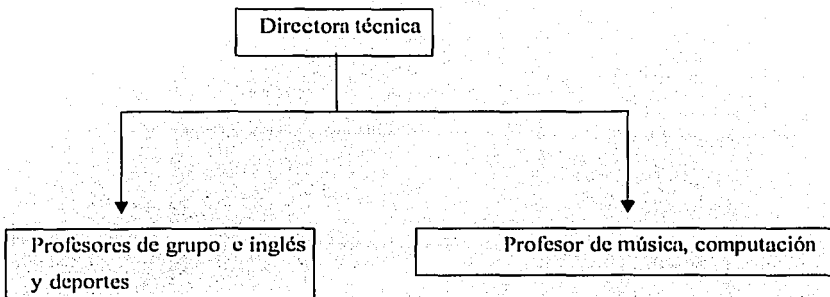 Directora técnica
Profesores de grupo e inglés
y deportes
Profesor de música, computación